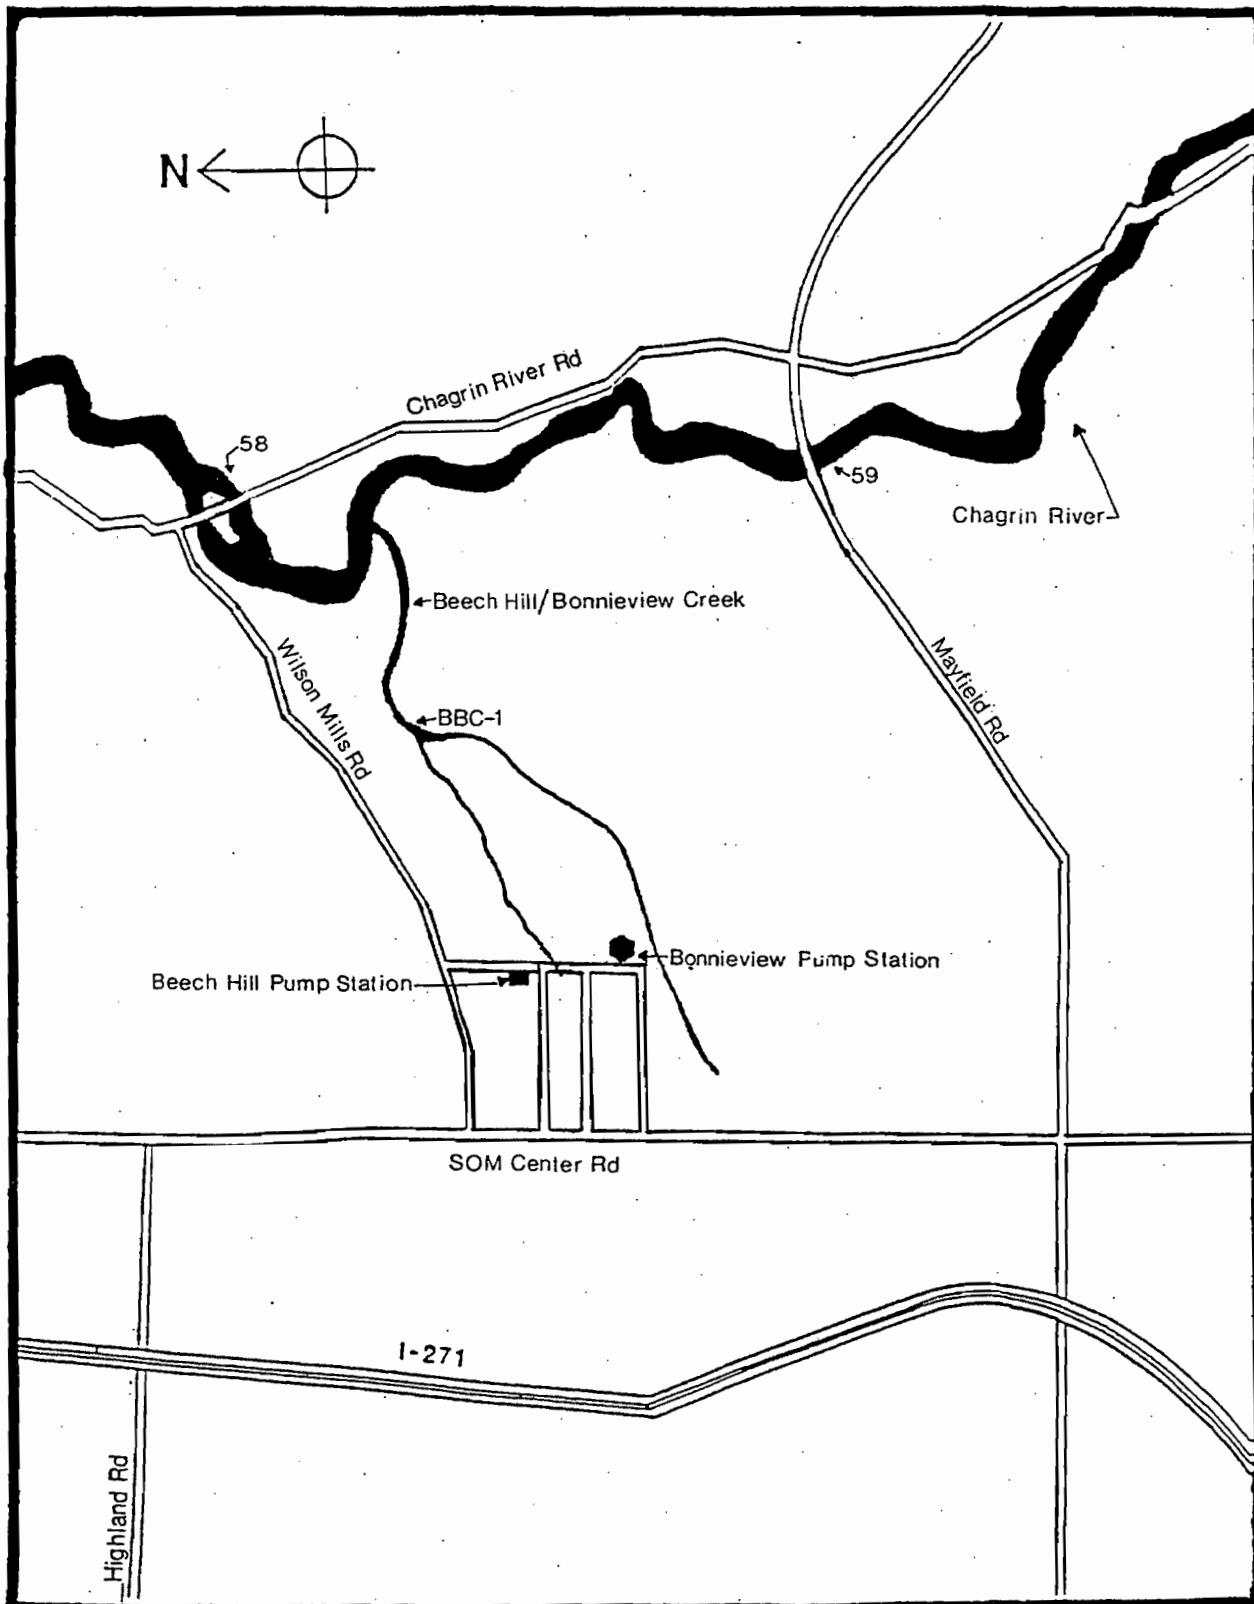 N
Chagrin River Rd
58
59
Chagrin River
Beech Hill/Bonnieview Creek
Wilson Mills Rd
Mayfield Rd
BBC-1
Bonnieview Pump Station
Beech Hill Pump Station
SOM Center Rd
I-271
Highland Rd